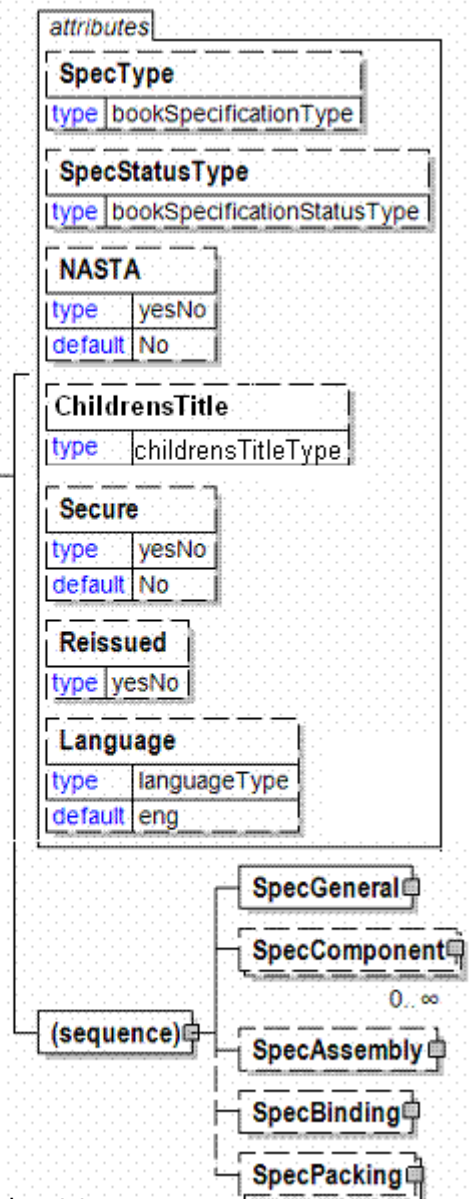 attributes
SpecType
type bookSpecificationType
SpecStatusType
type bookSpecificationStatusType
NASTA
type yesNo
default No
ChildrensTitle
type childrensTitleType
Secure
type yesNo
default No
Reissued
type yesNo
Language
type languageType
default eng
SpecGeneral
SpecComponent
0.. ∞
(sequence)
SpecAssembly
SpecBinding
SpecPacking